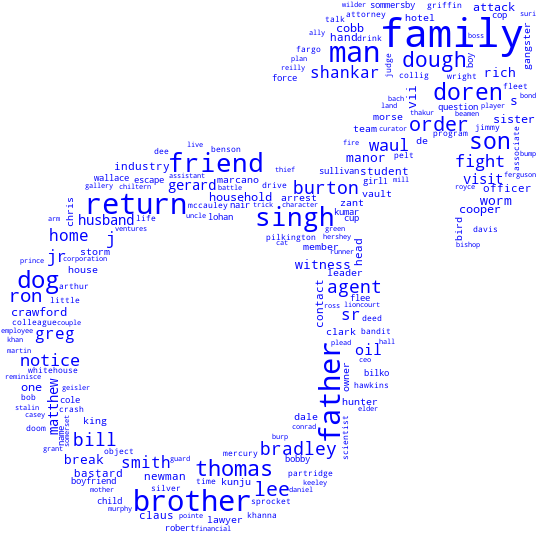 wilder sommersby griffin suri
talk attorney hotel cop
ally cobb attack
hand drink family gangster
fargo man judge boss
plan dough boy
reilly shankar collig wright rich
force bach vii doren fleet
land question s bond
morse thakur order player
team curator beamen sister
program jimmy
live fire waul de son associate
dee benson manor pelt fight bump
industry friend thief sullivan student visit ferguson
wallace escape assistant marcano girll mill royce officer
gallery chiltern gerard battle drive burton vault worm
household arrest
chris return mccauley nair trick character zant cooper
uncle lohan singh kumar bird
arm husband life cup davis
ventures green
home j pilkington hershey head bishop
storm cat member runner
prince jr corporation
house witness
dog leader
arthur contact agent
ron little flee
ross lioncourt
crawford sr deed
colleague couple
employee greg clark bandit
khan plead hall
martin notice father oil
whitehouse ceo
reminisce owner bilko
one matthew geisler hawkins
bob cole
stalin crash hunter
casey king dale elder
doom name somerset conrad
bill burp scientist
grant object mercury bradley
break smith guard bobby
bastard thomas partridge
boyfriend newman time kunju keeley
mother silver lee daniel
child brother sprocket
murphy claus pointe khanna
lawyer
robert financial